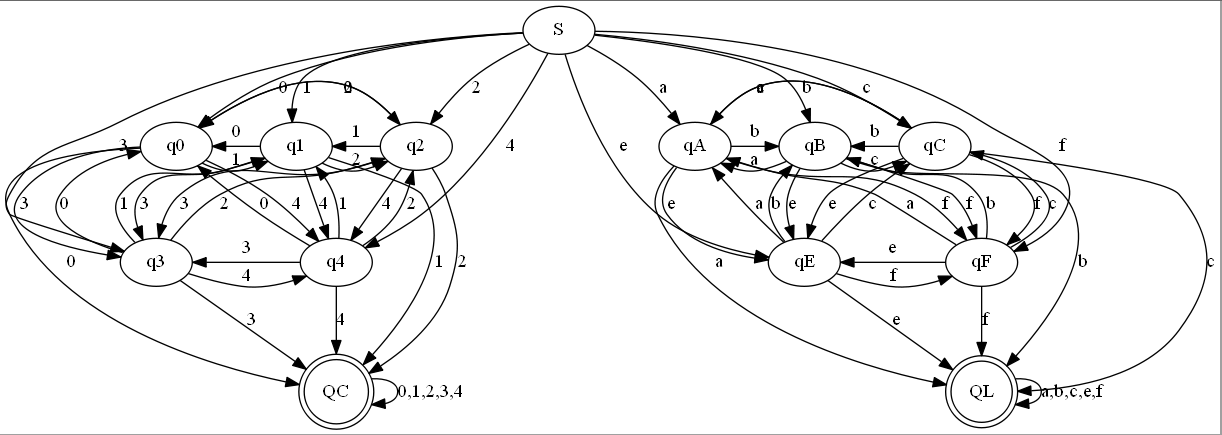 S
0 1 0 2 2 a a c b c
3 q0 0 q1 1 q2 4 e qA b qB b qC f
1 2 a c
3 0 1 3 3 2 0 4 4 1 4 2 e a b e e c a f f b f c
q3 3 q4 qE e qF
0 4 1 2 a f b c
3 4 e f
QC 0,1,2,3,4 QL a,b,c,e,f